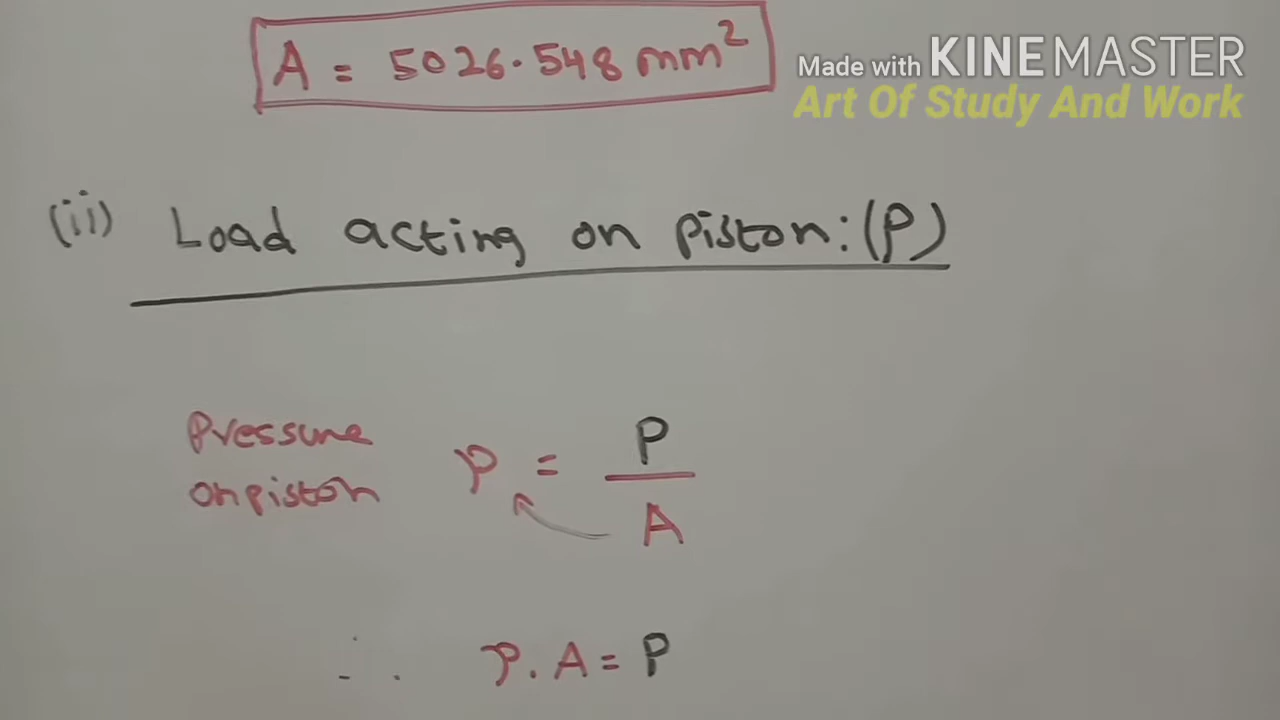 A = 5026.548 mm²
Made with KINEMASTER
Art Of Study And Work
(ii) Load acting on piston:(P)
Pressure
on piston
p = P/A
∴ p.A = P